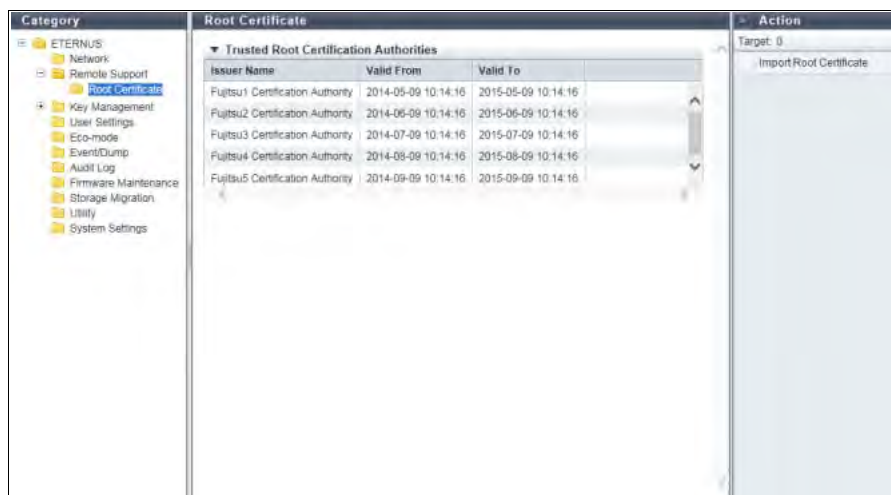 Category
ETERNUS
Network
Remote Support
Root Certificate
Key Management
User Settings
Eco-mode
Event/Dump
Audit Log
Firmware Maintenance
Storage Migration
Utility
System Settings
Root Certificate
Trusted Root Certification Authorities
Issuer Name Valid From Valid To
Fujitsu1 Certification Authority 2014-05-09 10:14:16 2015-05-09 10:14:16
Fujitsu2 Certification Authority 2014-06-09 10:14:16 2015-06-09 10:14:16
Fujitsu3 Certification Authority 2014-07-09 10:14:16 2015-07-09 10:14:16
Fujitsu4 Certification Authority 2014-08-09 10:14:16 2015-08-09 10:14:16
Fujitsu5 Certification Authority 2014-09-09 10:14:16 2015-09-09 10:14:16
Action
Target: 0
Import Root Certificate